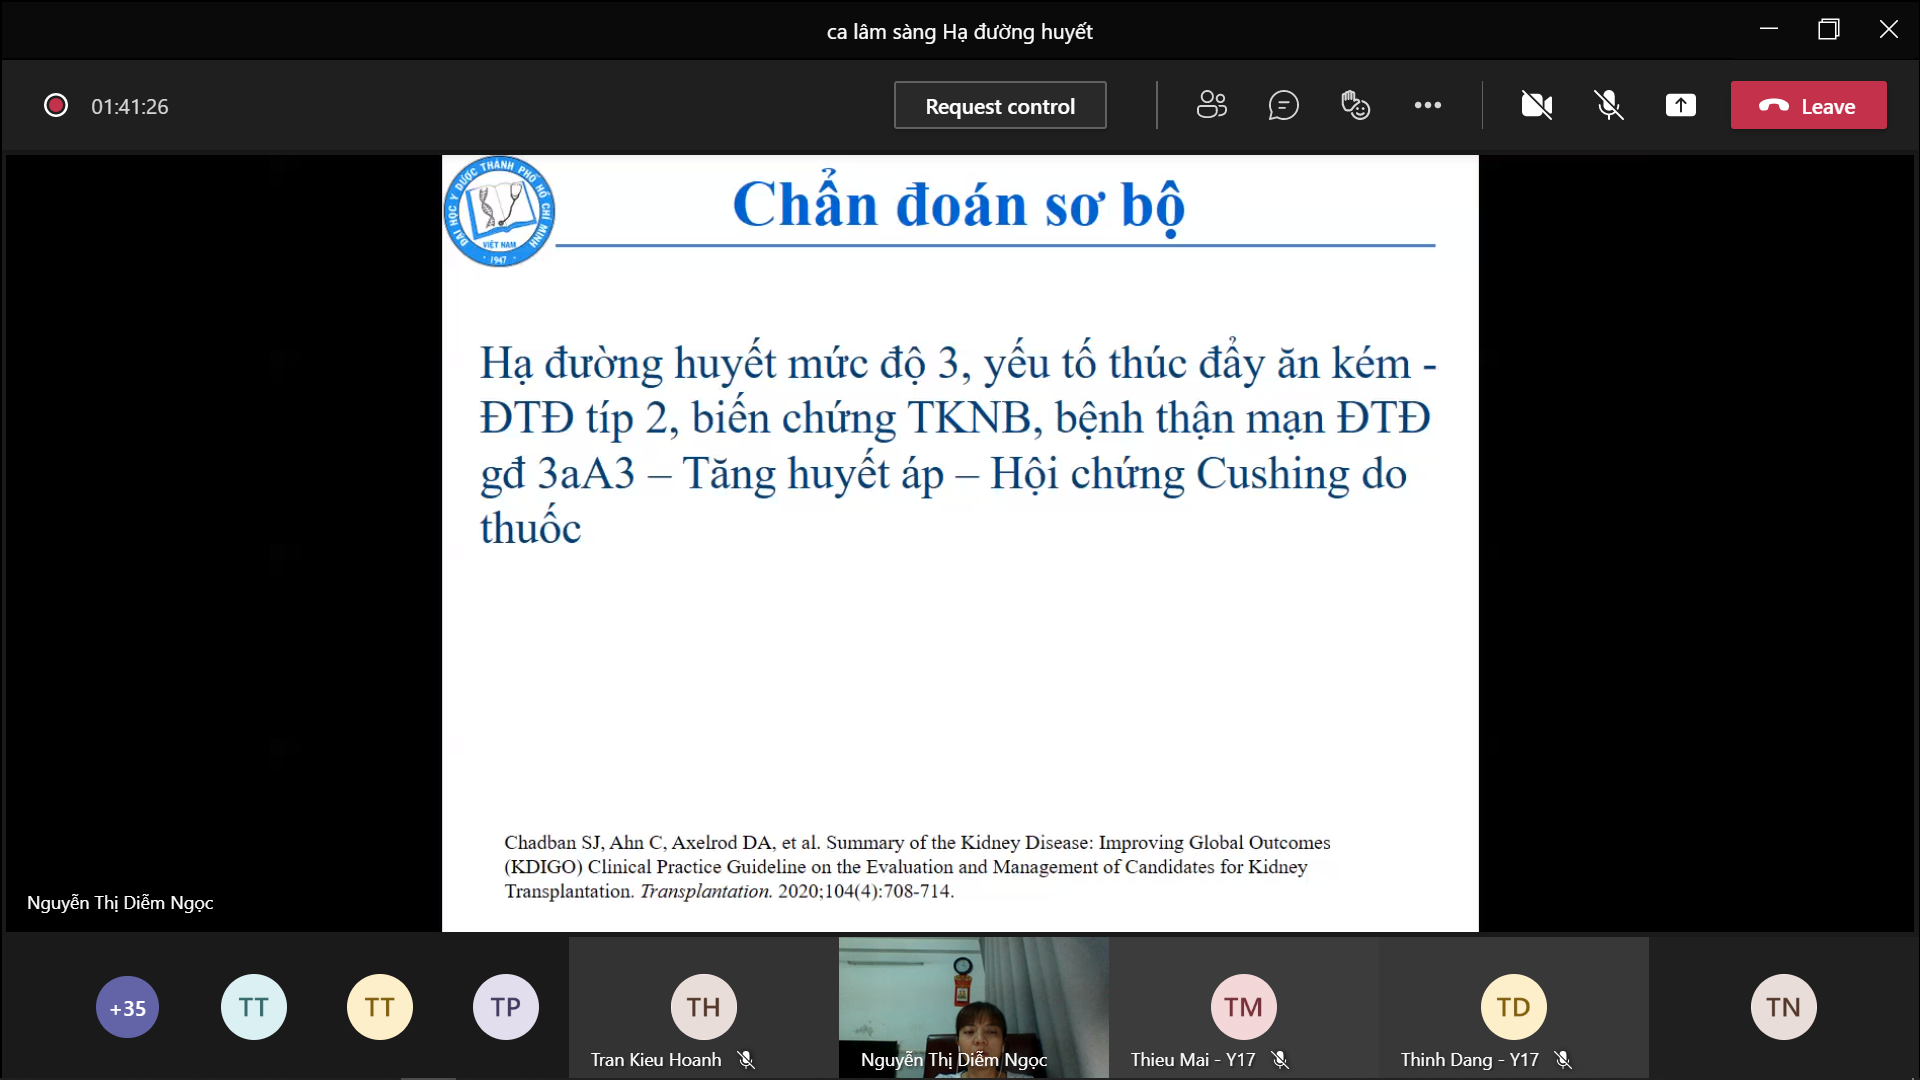 ca lâm sàng Hạ đường huyết
01:41:26
Request control
Leave
ĐẠI HỌC Y DƯỢC THÀNH PHỐ HỒ CHÍ MINH
VIỆT NAM
1947
Chẩn đoán sơ bộ
Hạ đường huyết mức độ 3, yếu tố thúc đẩy ăn kém -
ĐTĐ típ 2, biến chứng TKNB, bệnh thận mạn ĐTĐ
gđ 3aA3 – Tăng huyết áp – Hội chứng Cushing do
thuốc
Chadban SJ, Ahn C, Axelrod DA, et al. Summary of the Kidney Disease: Improving Global Outcomes
(KDIGO) Clinical Practice Guideline on the Evaluation and Management of Candidates for Kidney
Transplantation. Transplantation. 2020;104(4):708-714.
Nguyễn Thị Diễm Ngọc
+35
TT
TT
TP
TH
Tran Kieu Hoanh
Nguyễn Thị Diễm Ngọc
TM
Thieu Mai - Y17
TD
Thinh Dang - Y17
TN